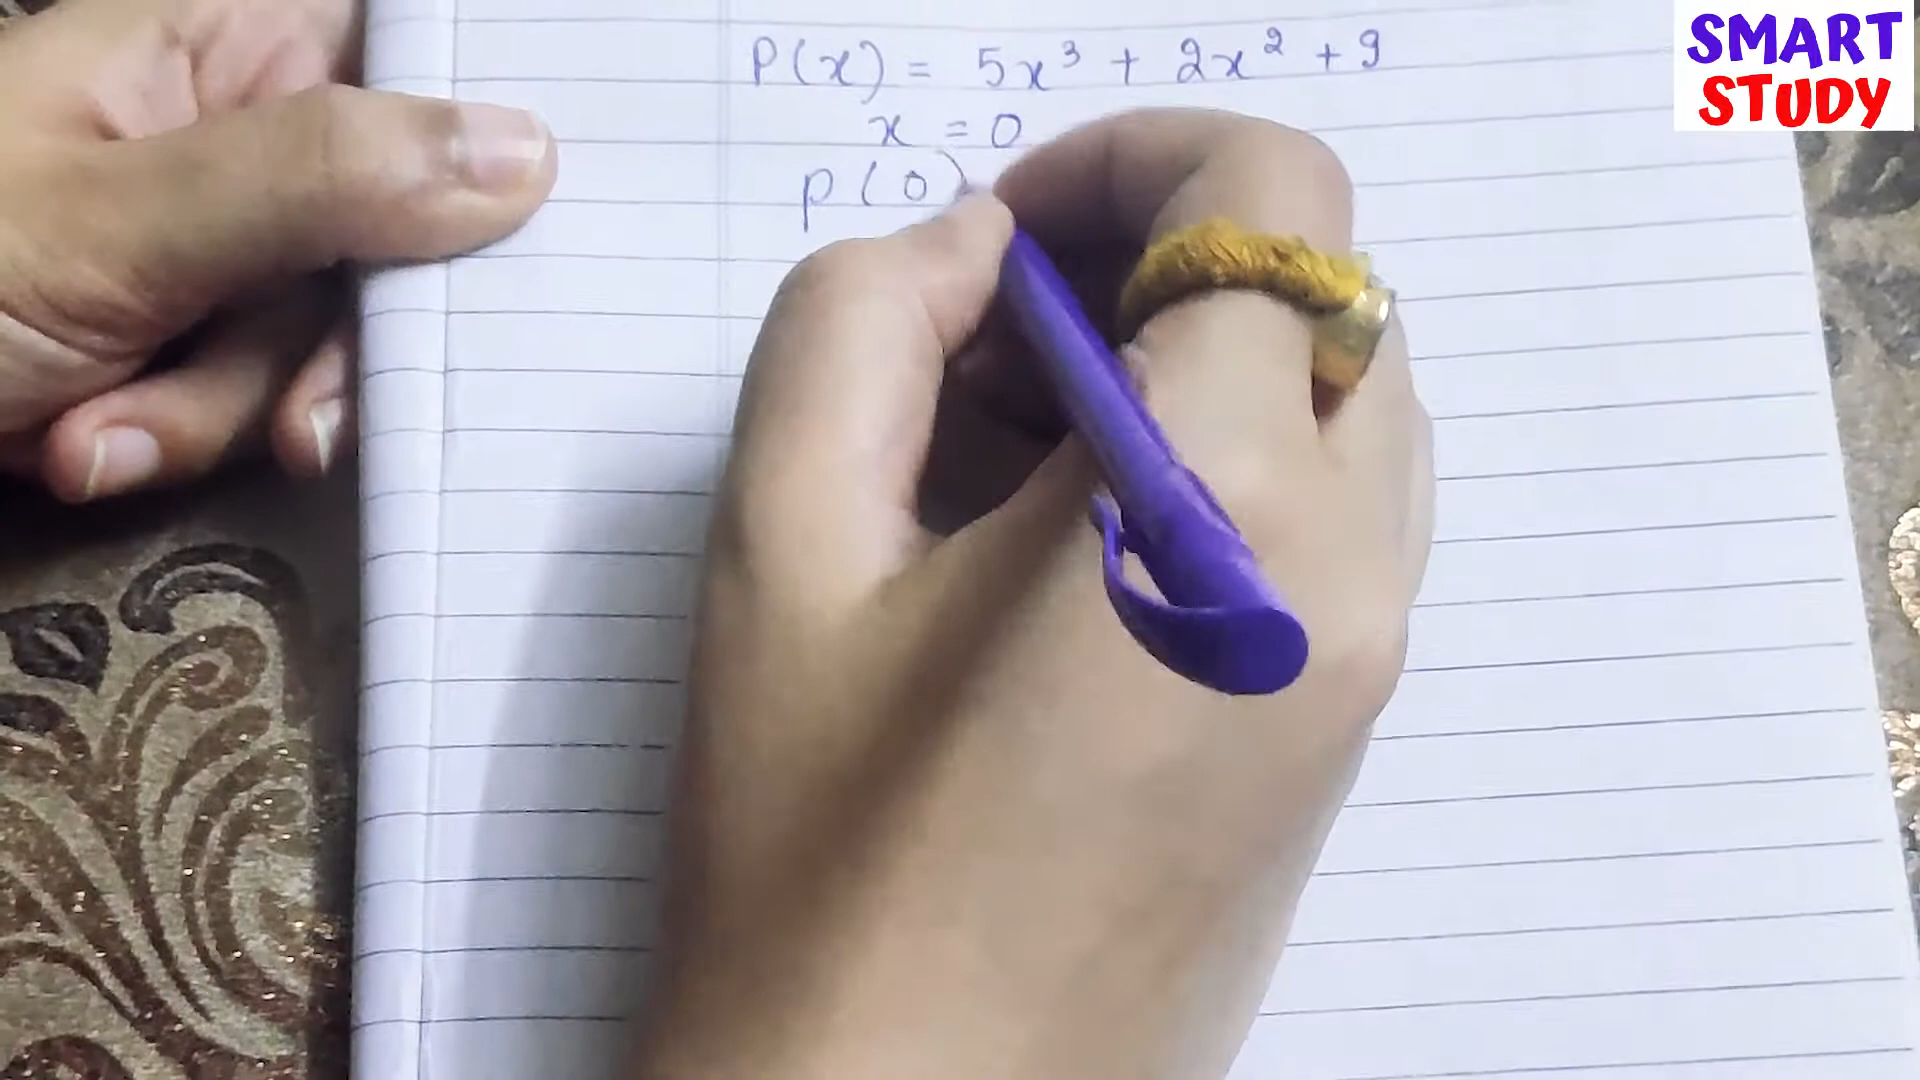 P(x) = 5x³ + 2x² + 9
x = 0
p(0)
SMART
STUDY